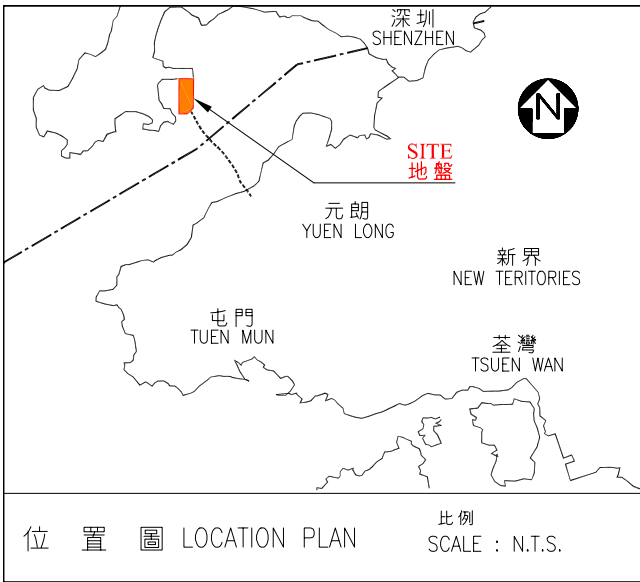 深圳
SHENZHEN
N
SITE
地盤
元朗
YUEN LONG
新界
NEW TERITORIES
屯門
TUEN MUN
荃灣
TSUEN WAN
位 置 圖 LOCATION PLAN
比例
SCALE : N.T.S.